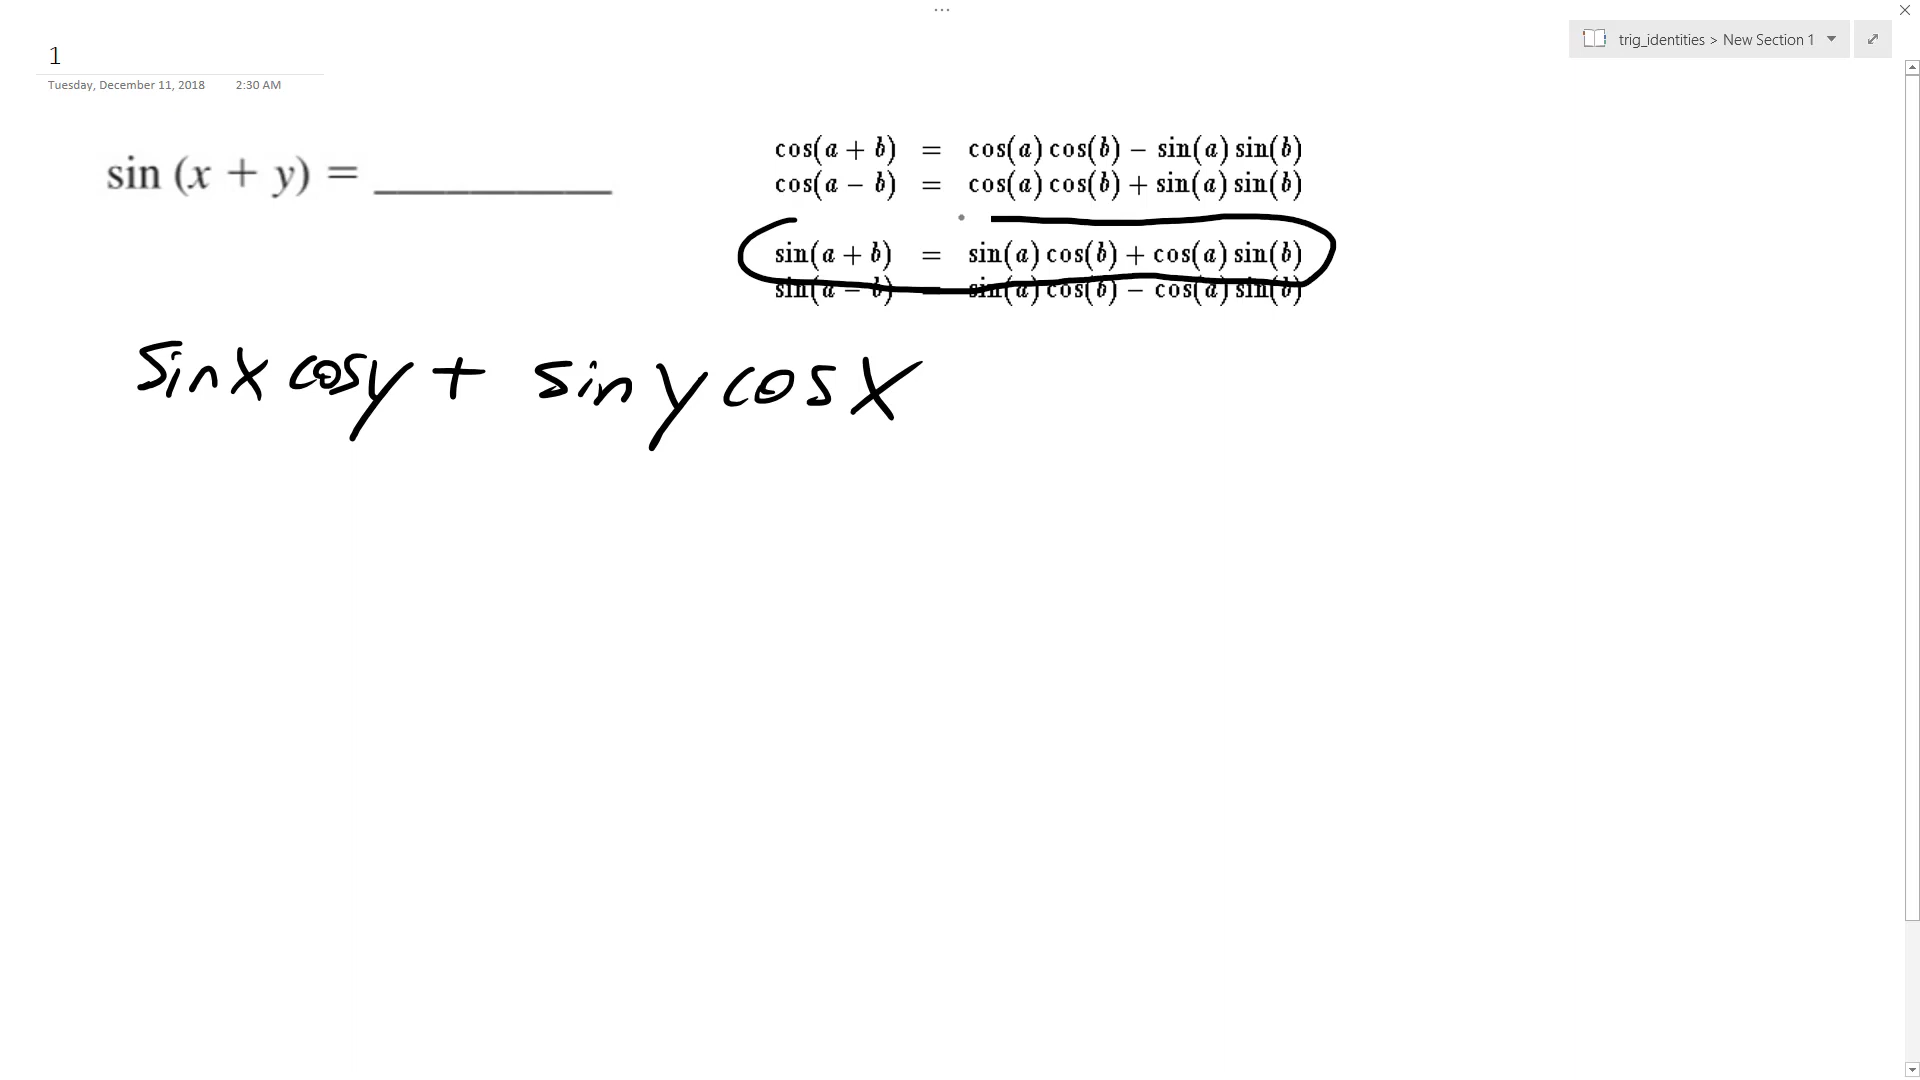 ...
1
trig_identities > New Section 1
Tuesday, December 11, 2018 2:30 AM
sin (x + y) = __________
cos(a + b) = cos(a) cos(b) − sin(a) sin(b)
cos(a − b) = cos(a) cos(b) + sin(a) sin(b)
sin(a + b) = sin(a) cos(b) + cos(a) sin(b)
sin(a − b) = sin(a) cos(b) − cos(a) sin(b)
sinx cosy + sin y cos x